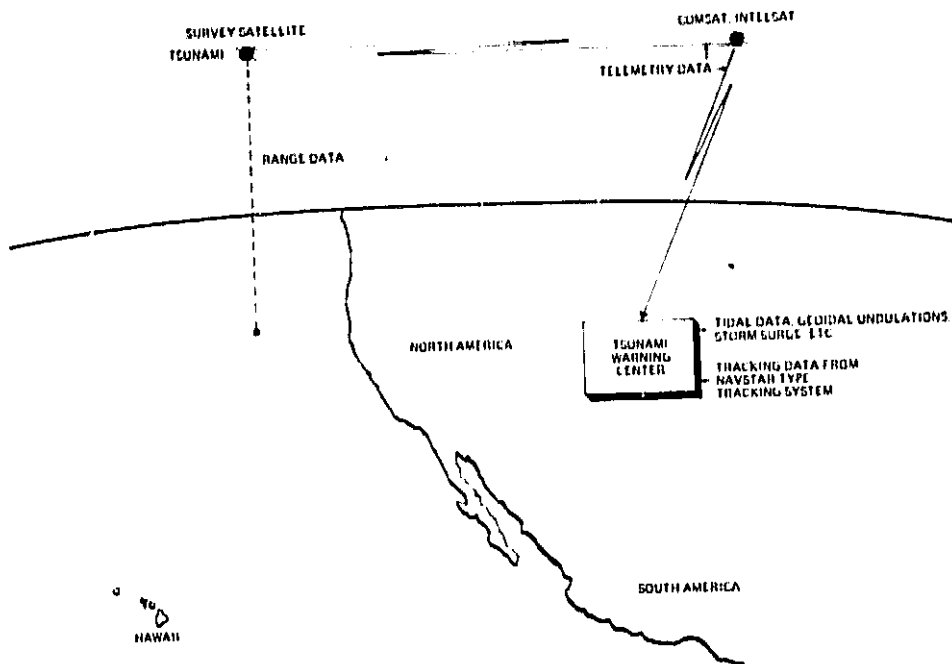 SURVEY SATELLITE
TSUNAMI
COMSAT, INTELSAT
TELEMETRY DATA
RANGE DATA
NORTH AMERICA
TSUNAMI
WARNING
CENTER
TIDAL DATA, GEOIDAL UNDULATIONS,
STORM SURGE, ETC
TRACKING DATA FROM
NAVSTAR TYPE
TRACKING SYSTEM
SOUTH AMERICA
HAWAII